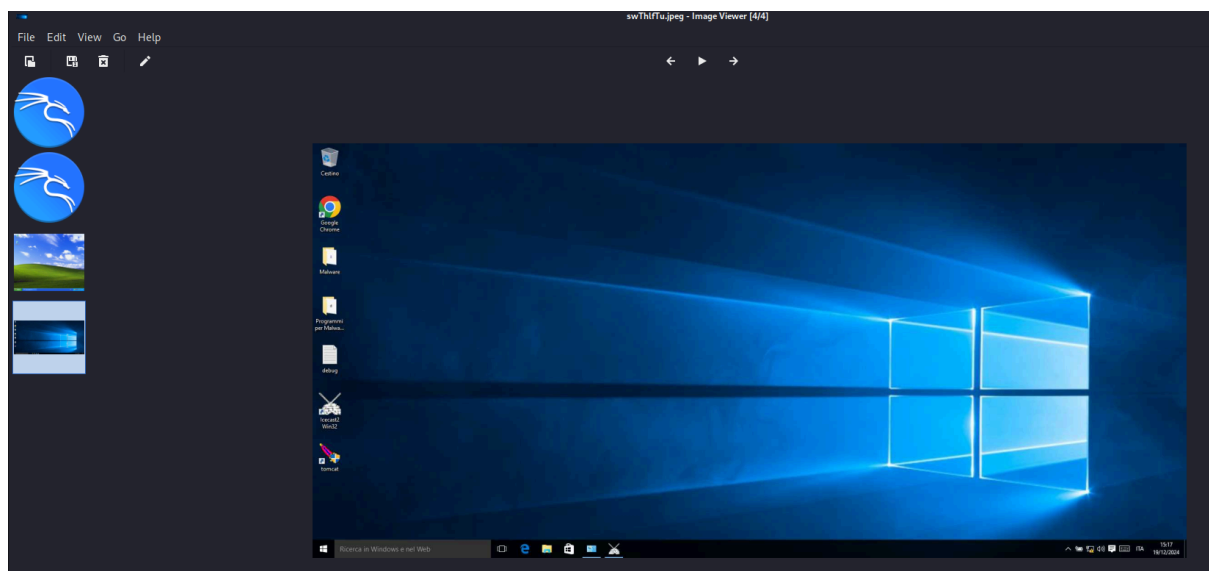 swThlfTu.jpeg - Image Viewer [4/4]
File Edit View Go Help
Cestino
Google
Chrome
Malware
Programmi
per Malwa...
debug
Icecast2
Win32
tomcat
Ricerca in Windows e nel Web
ITA
15:17
19/12/2024